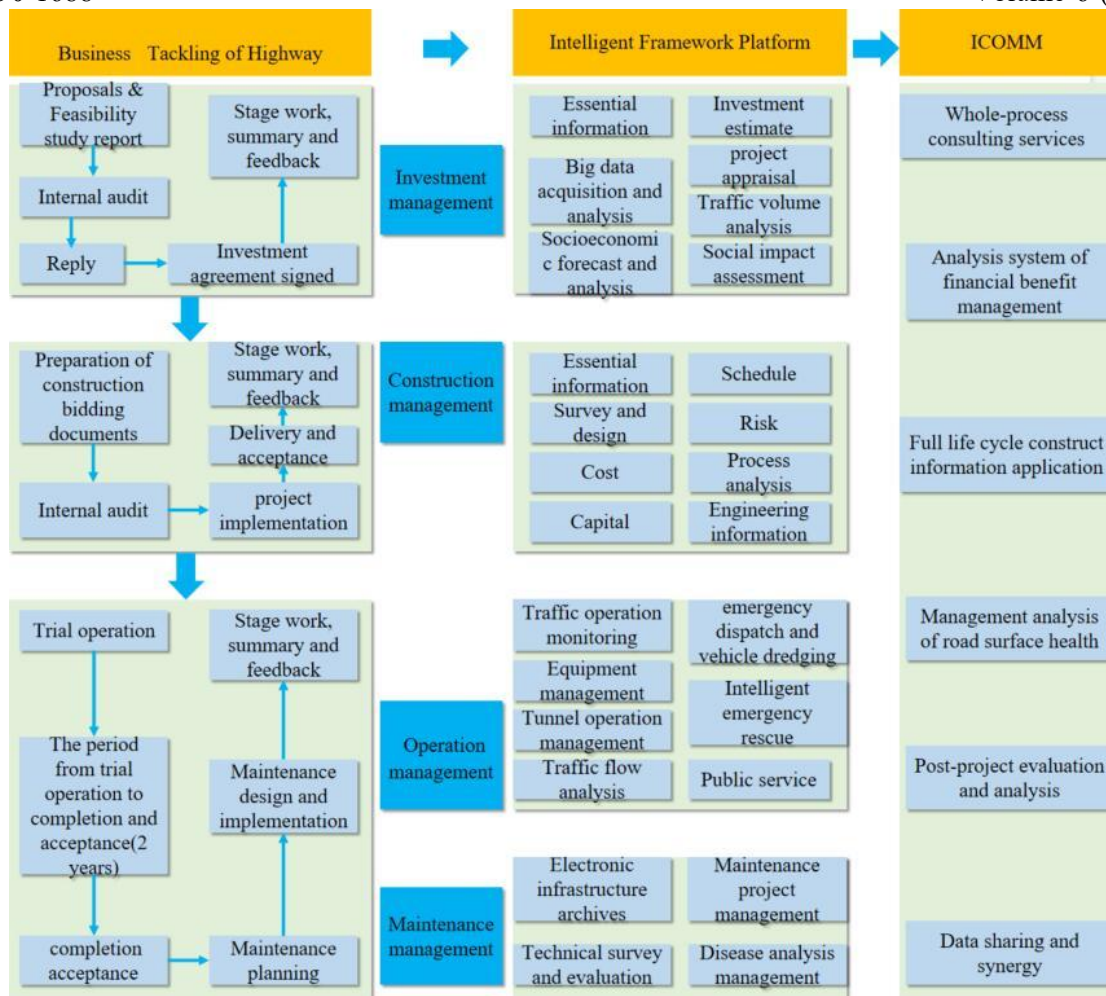 Business Tackling of Highway
Intelligent Framework Platform
ICOMM
Proposals &
Feasibility
study report
Internal audit
Reply
Investment
agreement signed
Stage work,
summary and
feedback
Investment
management
Essential
information
Big data
acquisition and
analysis
Socioeconomi
c forecast and
analysis
Investment
estimate
project
appraisal
Traffic volume
analysis
Social impact
assessment
Preparation of
construction
bidding
documents
Internal audit
project
implementation
Delivery and
acceptance
Stage work,
summary and
feedback
Construction
management
Essential
information
Survey and
design
Cost
Capital
Schedule
Risk
Process
analysis
Engineering
information
Trial operation
The period
from trial
operation to
completion and
acceptance(2
years)
completion
acceptance
Maintenance
planning
Maintenance
design and
implementation
Stage work,
summary and
feedback
Operation
management
Traffic operation
monitoring
Equipment
management
Tunnel operation
management
Traffic flow
analysis
emergency
dispatch and
vehicle dredging
Intelligent
emergency
rescue
Public service
Maintenance
management
Electronic
infrastructure
archives
Technical survey
and evaluation
Maintenance
project
management
Disease analysis
management
Whole-process
consulting services
Analysis system of
financial benefit
management
Full life cycle construct
information application
Management analysis
of road surface health
Post-project evaluation
and analysis
Data sharing and
synergy